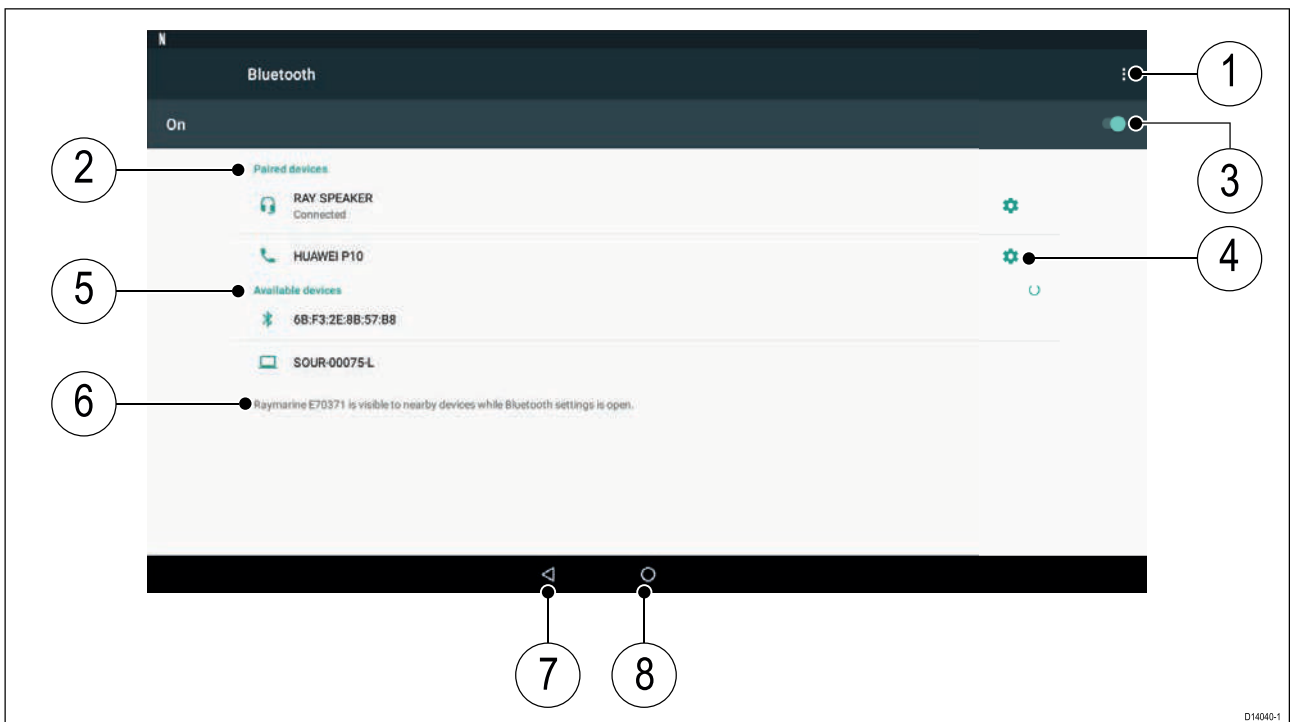 N
Bluetooth
1
On
3
2
Paired devices
RAY SPEAKER
Connected
HUAWEI P10
4
5
Available devices
6B:F3:2E:8B:57:B8
SOUR-00075-L
6
Raymarine E70371 is visible to nearby devices while Bluetooth settings is open.
7
8
D14040-1